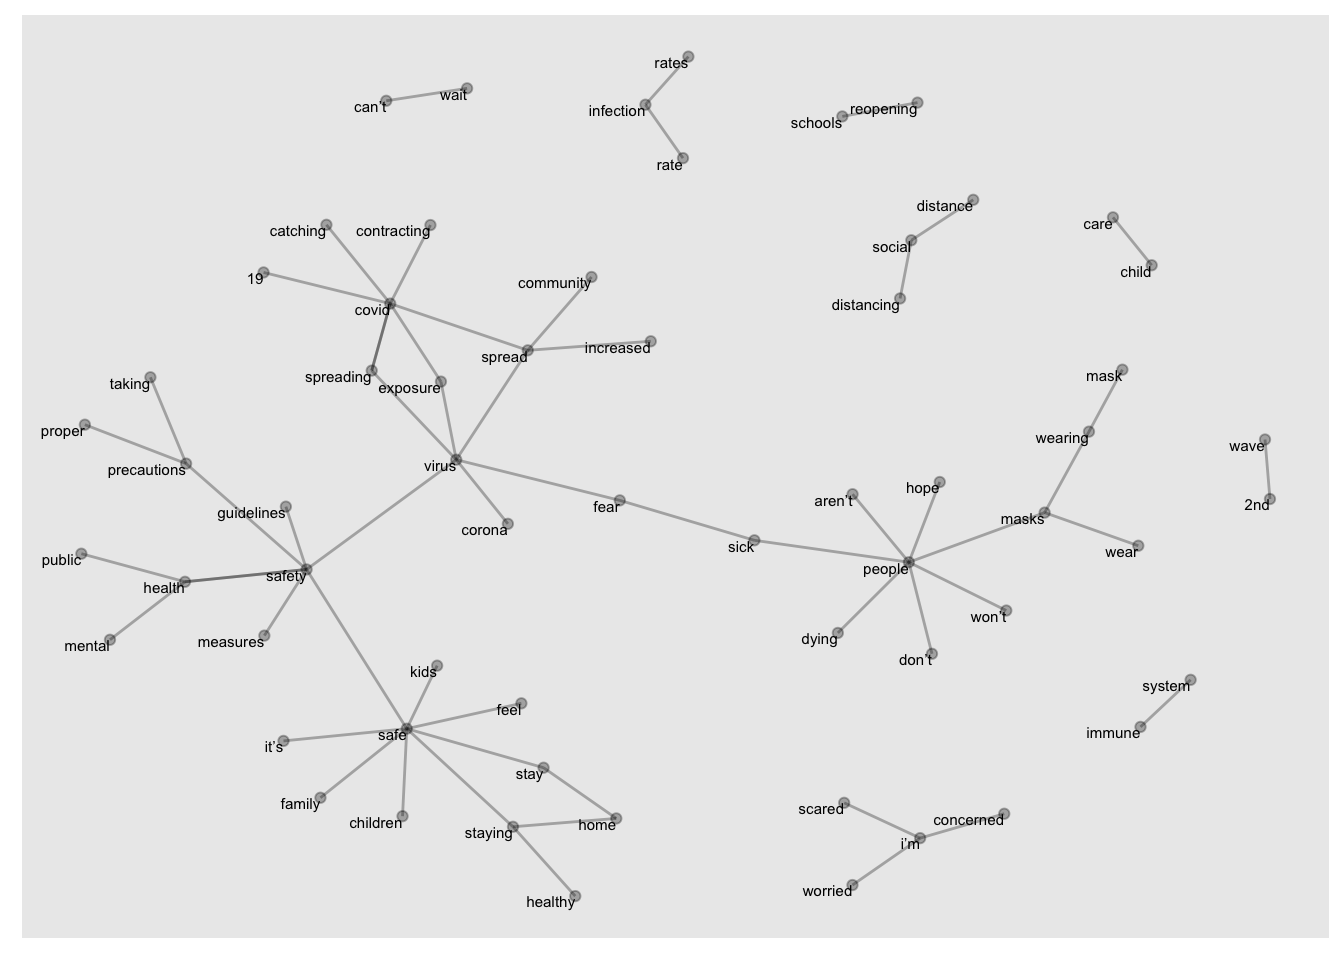 rates
can't
wait
infection
schools
reopening
rate
distance
care
catching
contracting
social
19
community
child
covid
distancing
spread
increased
spreading
exposure
taking
mask
proper
wearing
precautions
virus
wave
guidelines
fear
aren't
hope
2nd
corona
masks
sick
wear
public
health
safety
people
mental
measures
dying
won't
don't
kids
feel
system
it's
safe
immune
stay
family
children
staying
home
scared
concerned
i'm
worried
healthy